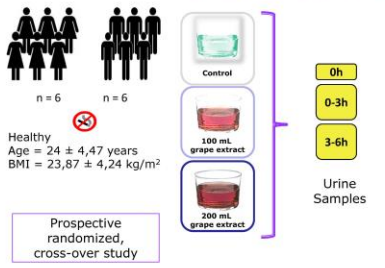 n = 6
n = 6
Healthy
Age = 24 ± 4,47 years
BMI = 23,87 ± 4,24 kg/m²
Prospective
randomized,
cross-over study
Control
100 mL
grape extract
200 mL
grape extract
0h
0-3h
3-6h
Urine
Samples